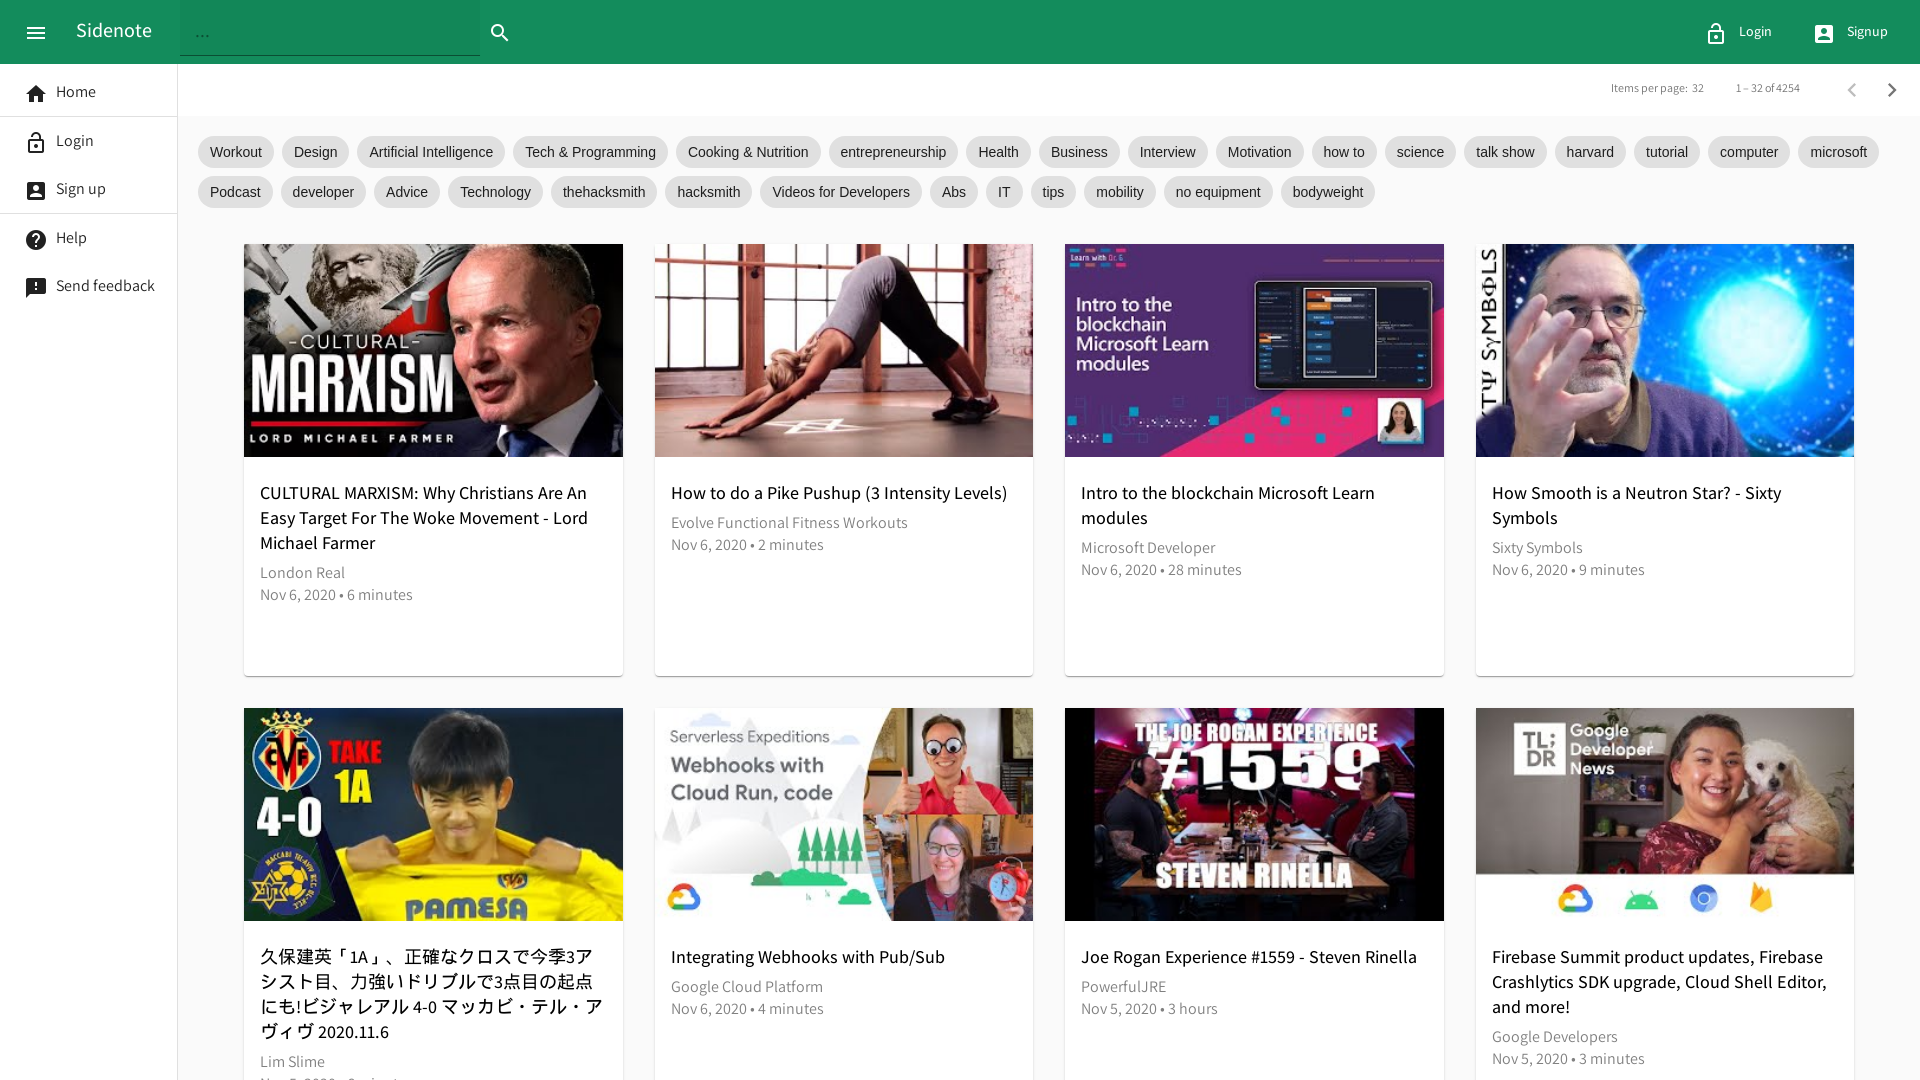 Sidenote
...
Login
Signup
Home
Login
Sign up
Help
Send feedback
Items per page: 32
1 – 32 of 4254
Workout Design Artificial Intelligence Tech & Programming Cooking & Nutrition entrepreneurship Health Business Interview Motivation how to science talk show harvard tutorial computer microsoft
Podcast developer Advice Technology thehacksmith hacksmith Videos for Developers Abs IT tips mobility no equipment bodyweight
-CULTURAL-
MARXISM
LORD MICHAEL FARMER
CULTURAL MARXISM: Why Christians Are An
Easy Target For The Woke Movement - Lord
Michael Farmer
London Real
Nov 6, 2020 • 6 minutes
How to do a Pike Pushup (3 Intensity Levels)
Evolve Functional Fitness Workouts
Nov 6, 2020 • 2 minutes
Learn with Dr. G
Intro to the
blockchain
Microsoft Learn
modules
Intro to the blockchain Microsoft Learn
modules
Microsoft Developer
Nov 6, 2020 • 28 minutes
How Smooth is a Neutron Star? - Sixty
Symbols
Sixty Symbols
Nov 6, 2020 • 9 minutes
TAKE
1A
4-0
PAMESA
久保建英「1A」、正確なクロスで今季3ア
シスト目、力強いドリブルで3点目の起点
にも!ビジャレアル 4-0 マッカビ・テル・ア
ヴィヴ 2020.11.6
Lim Slime
Serverless Expeditions
Webhooks with
Cloud Run, code
Integrating Webhooks with Pub/Sub
Google Cloud Platform
Nov 6, 2020 • 4 minutes
THE JOE ROGAN EXPERIENCE
#1559
STEVEN RINELLA
Joe Rogan Experience #1559 - Steven Rinella
PowerfulJRE
Nov 5, 2020 • 3 hours
TL;
DR
Google
Developer
News
Firebase Summit product updates, Firebase
Crashlytics SDK upgrade, Cloud Shell Editor,
and more!
Google Developers
Nov 5, 2020 • 3 minutes